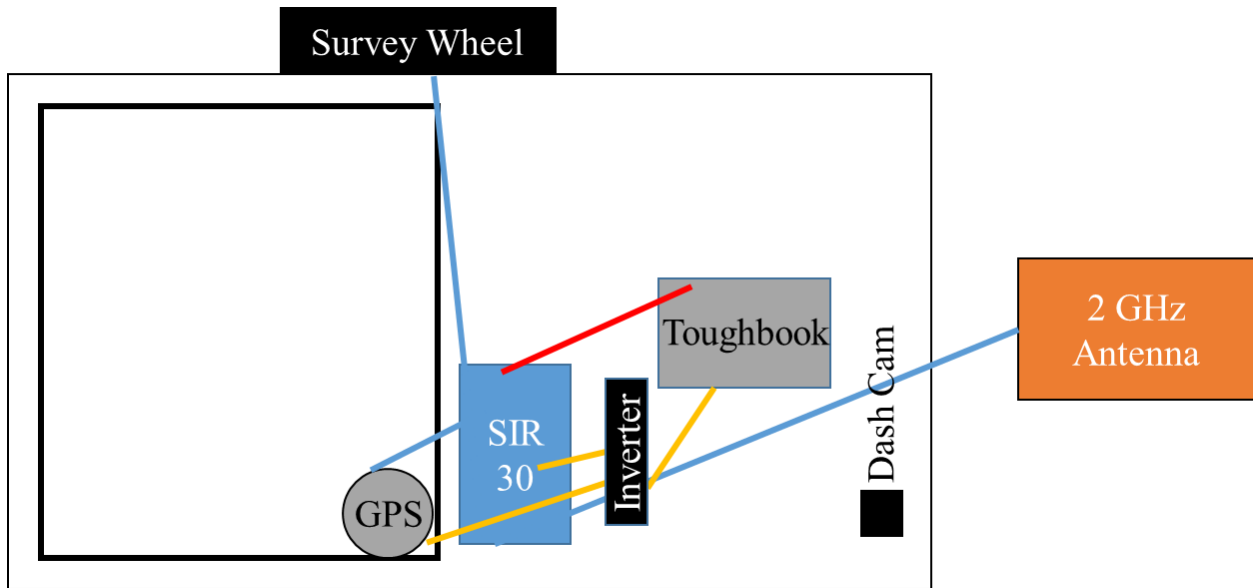 Survey Wheel
2 GHz
Antenna
Toughbook
Dash Cam
SIR
30
Inverter
GPS